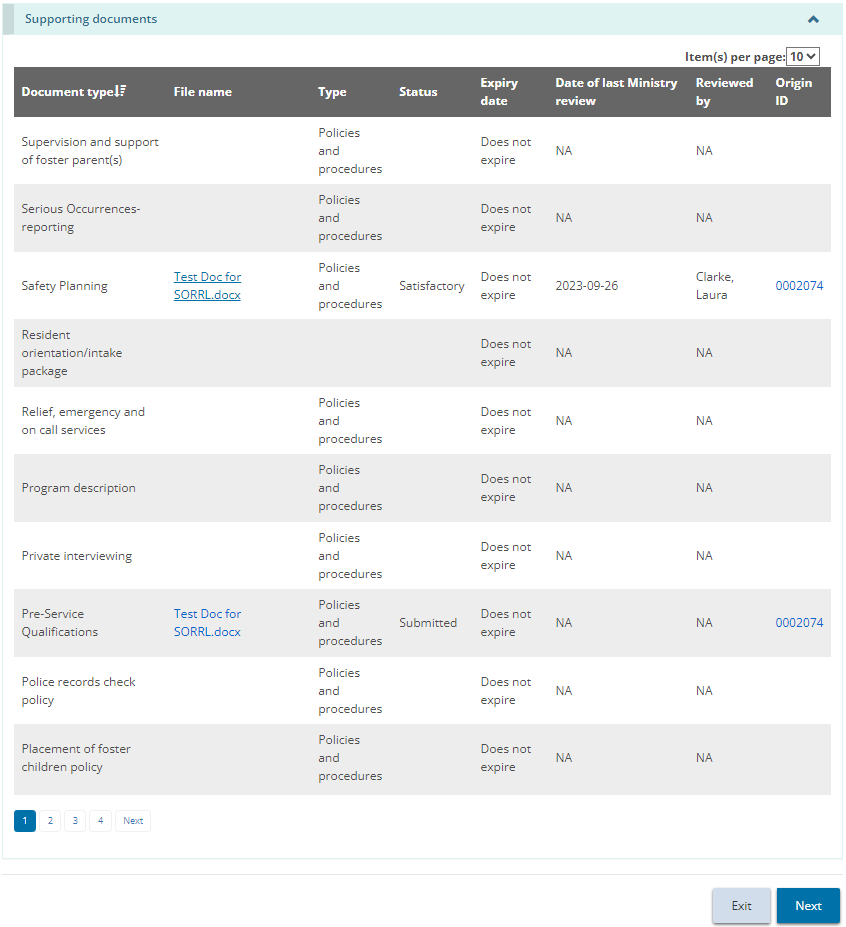 Supporting documents
Item(s) per page: 10
Document type File name Type Status Expiry date Date of last Ministry review Reviewed by Origin ID
Supervision and support of foster parent(s) Policies and procedures Does not expire NA NA
Serious Occurrences-reporting Policies and procedures Does not expire NA NA
Safety Planning Test Doc for SORRL.docx Policies and procedures Satisfactory Does not expire 2023-09-26 Clarke, Laura 0002074
Resident orientation/intake package Does not expire NA NA
Relief, emergency and on call services Policies and procedures Does not expire NA NA
Program description Policies and procedures Does not expire NA NA
Private interviewing Policies and procedures Does not expire NA NA
Pre-Service Qualifications Test Doc for SORRL.docx Policies and procedures Submitted Does not expire NA NA 0002074
Police records check policy Policies and procedures Does not expire NA NA
Placement of foster children policy Policies and procedures Does not expire NA NA
1 2 3 4 Next
Exit Next